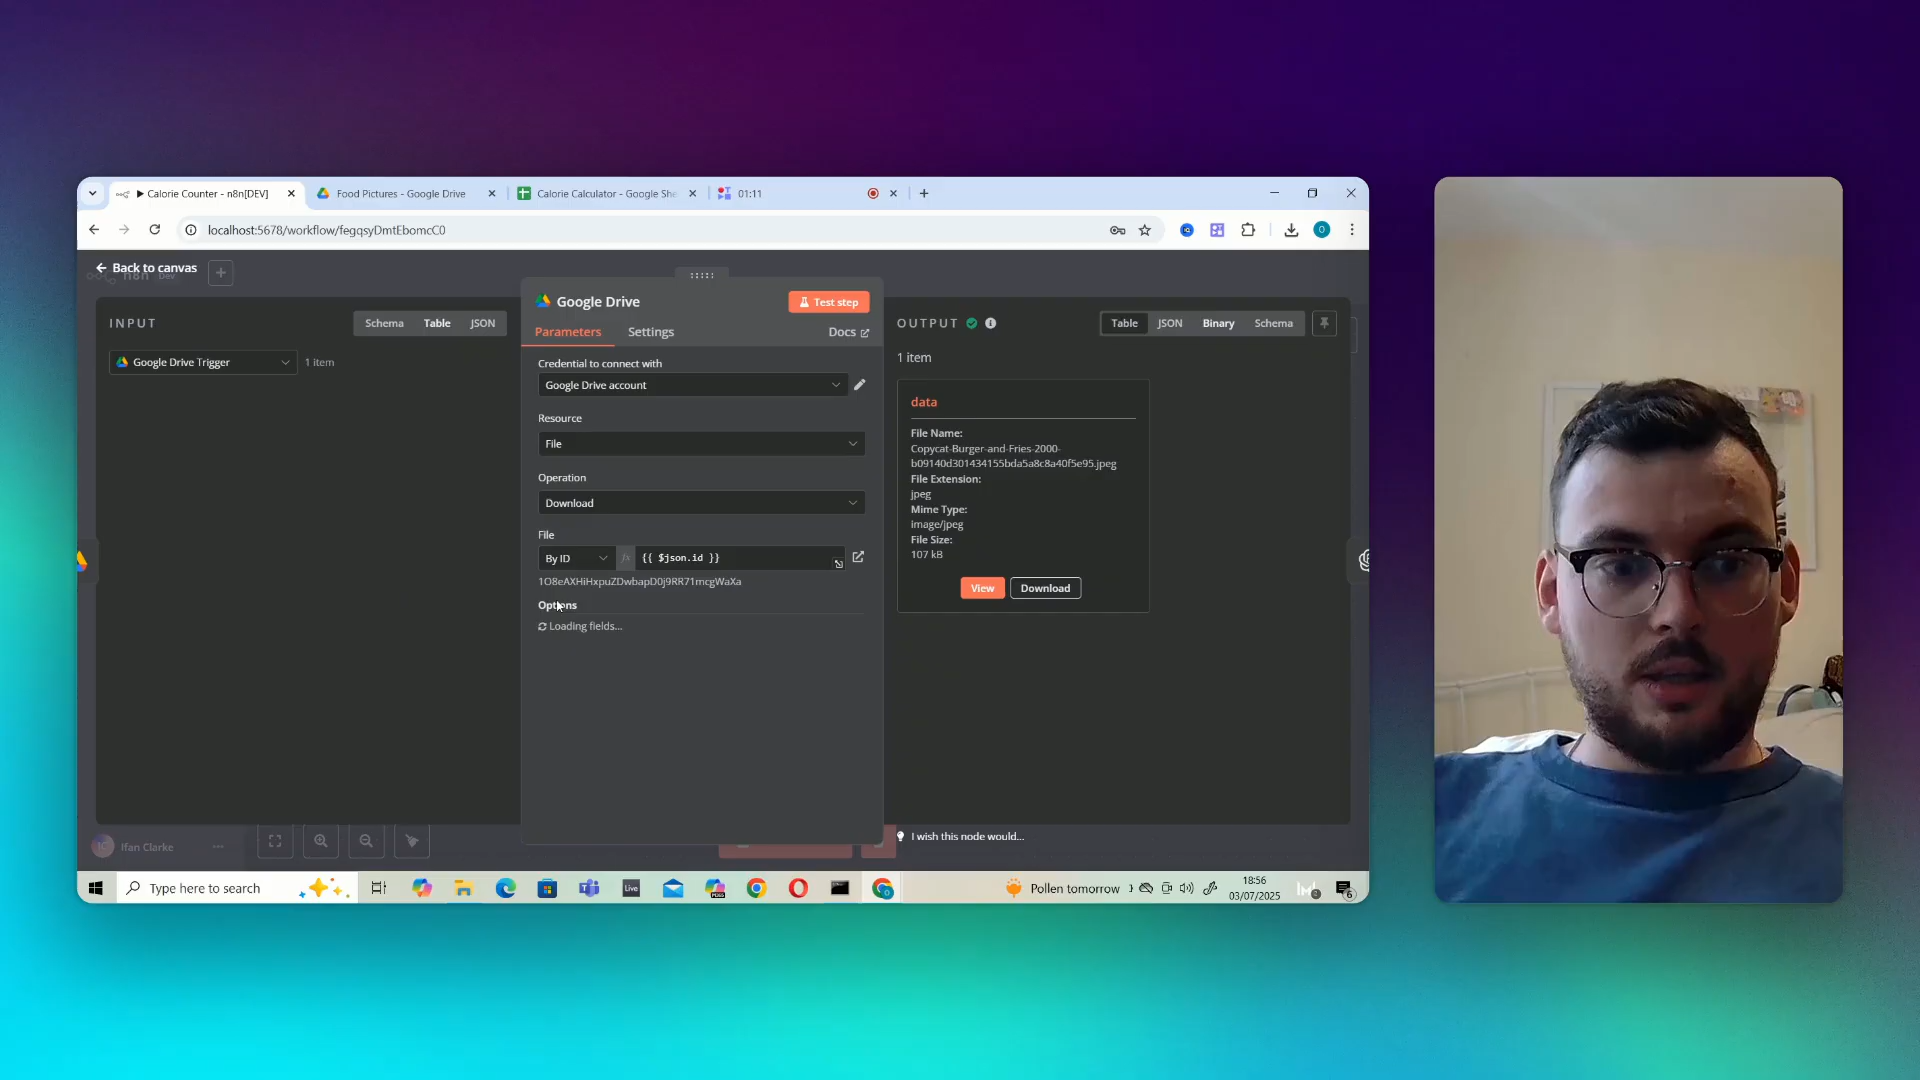 Calorie Counter - n8n[DEV]
Food Pictures - Google Drive
Calorie Calculator - Google She
01:11
localhost:5678/workflow/fegqsyDmtEbomcC0
O
Back to canvas
n8n
INPUT
Schema
Table
JSON
Google Drive Trigger
1 item
Google Drive
Test step
Parameters
Settings
Docs
Credential to connect with
Google Drive account
Resource
File
Operation
Download
File
By ID
fx
{{ $json.id }}
1O8eAXHiHxpuZDwbapD0j9RR71mcgWaXa
Options
Loading fields...
OUTPUT
Table
JSON
Binary
Schema
1 item
data
File Name:
Copycat-Burger-and-Fries-2000-
b09140d301434155bda5a8c8a40f5e95.jpeg
File Extension:
jpeg
Mime Type:
image/jpeg
File Size:
107 kB
View
Download
I wish this node would...
IC
Ifan Clarke
Type here to search
Live
Pollen tomorrow
18:56
03/07/2025
6